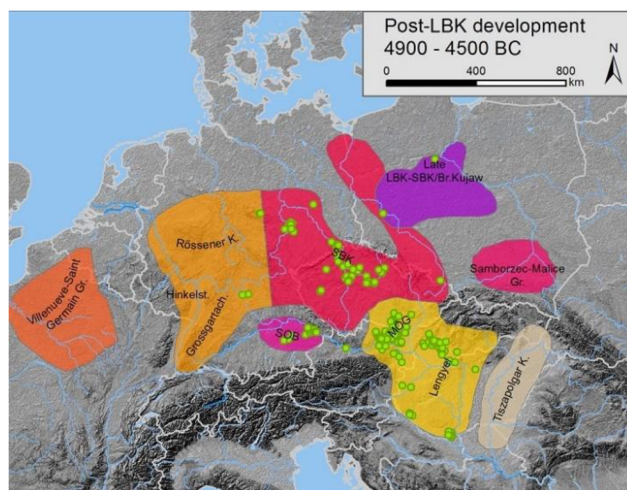 Post-LBK development
4900 - 4500 BC
N
0 400 800
km
Late
LBK-SBK/Br.Kujaw
Rössener K.
SBK
Samborzec-Malice
Gr.
Villenueve-Saint
Germain Gr.
Hinkelst.
Grossgartach.
SOB
MOG
Lengyel
Tiszapolgar K.